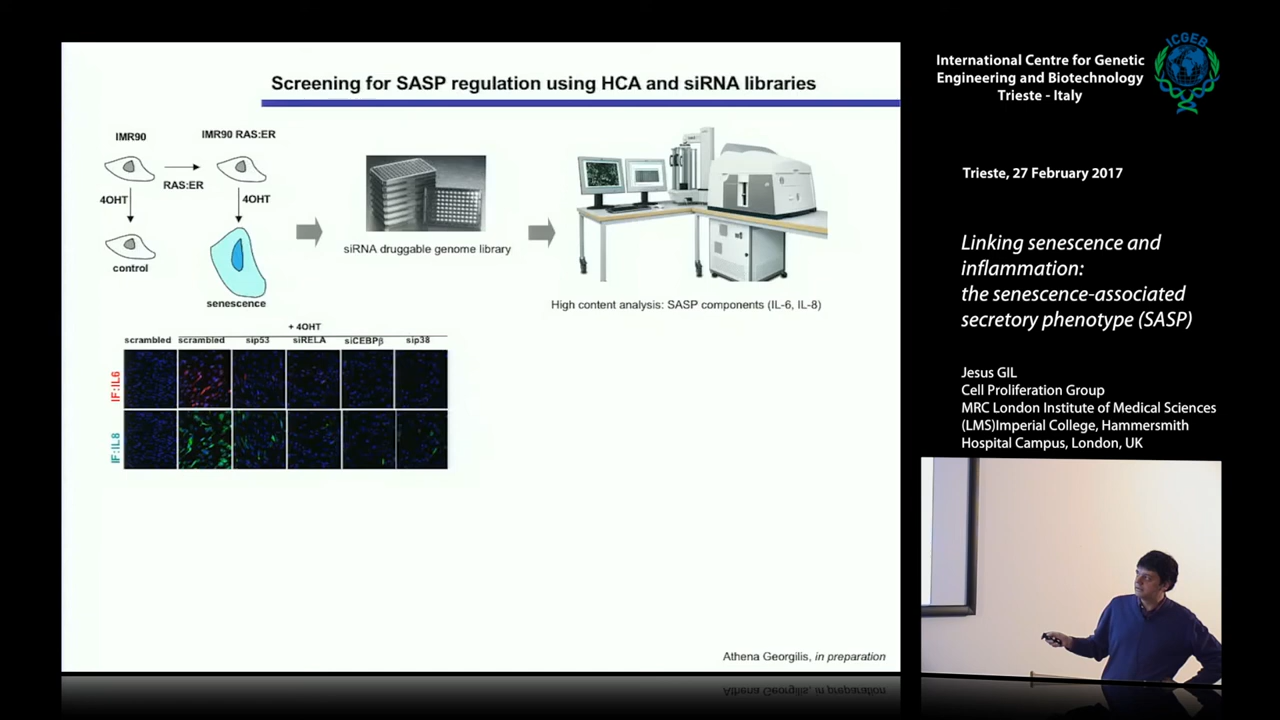 Screening for SASP regulation using HCA and siRNA libraries
IMR90
IMR90 RAS:ER
RAS:ER
4OHT
4OHT
control
senescence
siRNA druggable genome library
High content analysis: SASP components (IL-6, IL-8)
+ 4OHT
scrambled scrambled sip53 siRELA siCEBPβ sip38
IF:IL6
IF:IL8
Athena Georgilis, in preparation
ICGEB
International Centre for Genetic
Engineering and Biotechnology
Trieste - Italy
Trieste, 27 February 2017
Linking senescence and
inflammation:
the senescence-associated
secretory phenotype (SASP)
Jesus GIL
Cell Proliferation Group
MRC London Institute of Medical Sciences
(LMS)Imperial College, Hammersmith
Hospital Campus, London, UK